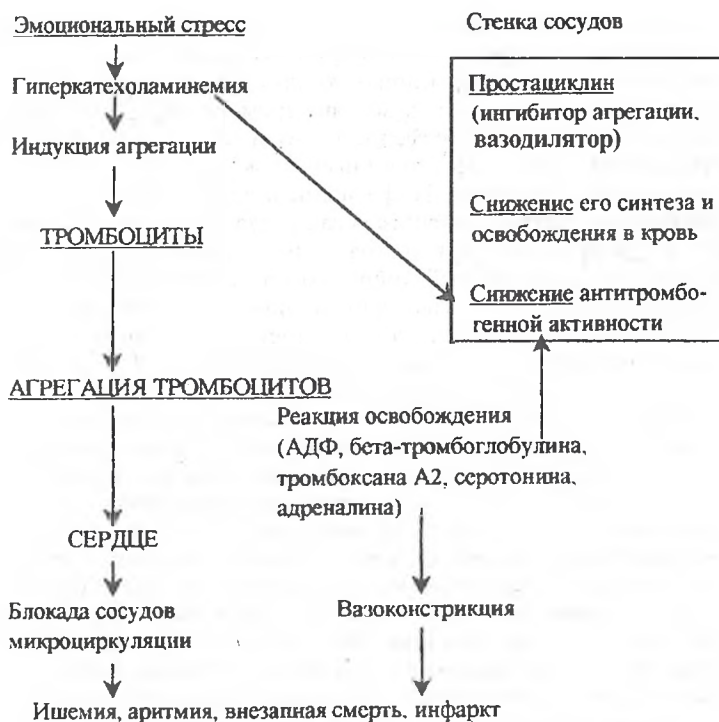 Эмоциональный стресс
Стенка сосудов
Гиперкатехоламинемия
Индукция агрегации
ТРОМБОЦИТЫ
Простациклин
(ингибитор агрегации,
вазодилятор)
Снижение его синтеза и
освобождения в кровь
Снижение антитромбо-
генной активности
АГРЕГАЦИЯ ТРОМБОЦИТОВ
Реакция освобождения
(АДФ, бета-тромбоглобулина,
тромбоксана А2, серотонина,
адреналина)
СЕРДЦЕ
Блокада сосудов
микроциркуляции
Вазоконстрикция
Ишемия, аритмия, внезапная смерть, инфаркт